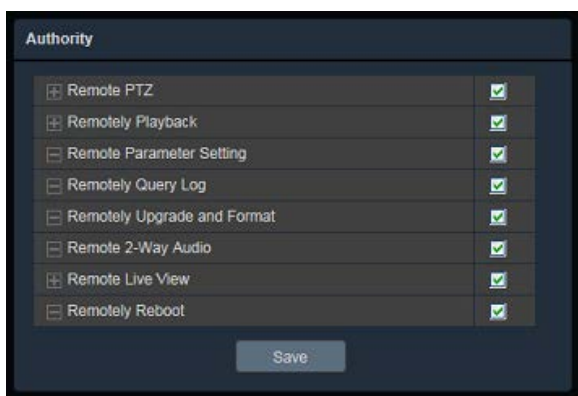 Authority
Remote PTZ
Remotely Playback
Remote Parameter Setting
Remotely Query Log
Remotely Upgrade and Format
Remote 2-Way Audio
Remote Live View
Remotely Reboot
Save